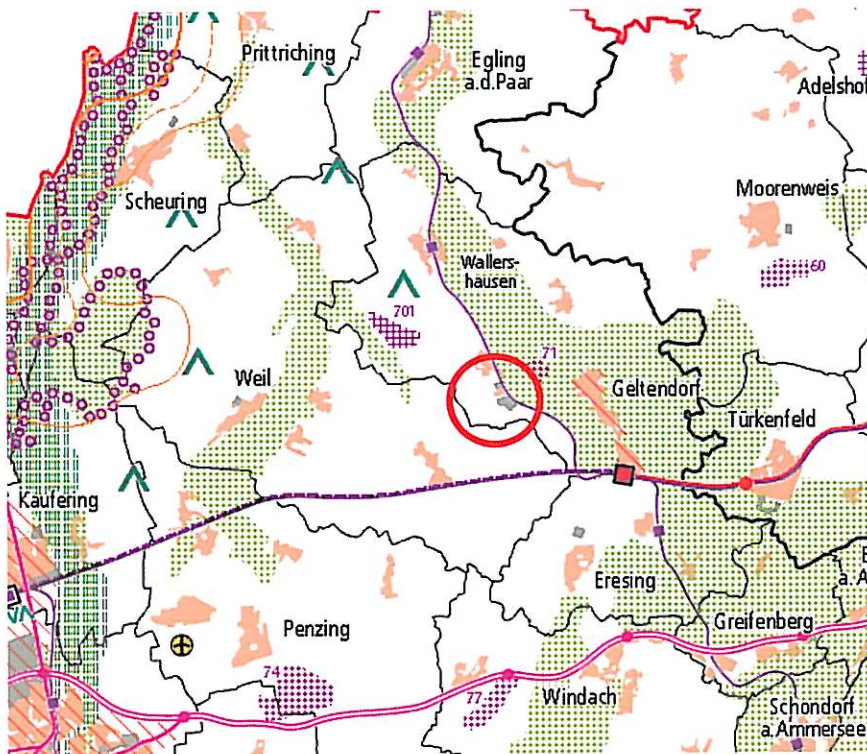 Prittriching
Egling
a.d.Paar
Adelshof
Scheuring
Moorenweis
Wallers-
hausen
60
701
71
Weil
Geltendorf
Türkenfeld
Kaufering
Eresing
a. A
Greifenberg
Penzing
74
77
Windach
Schondorf
a.Ammersee